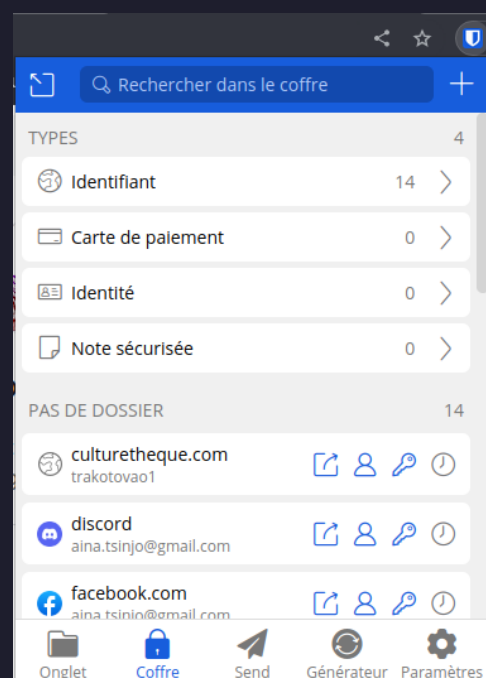 Rechercher dans le coffre
TYPES 4
Identifiant 14
Carte de paiement 0
Identité 0
Note sécurisée 0
PAS DE DOSSIER 14
culturetheque.com
trakotovao1
discord
aina.tsinjo@gmail.com
facebook.com
aina.tsinjo@gmail.com
Onglet Coffre Send Générateur Paramètres